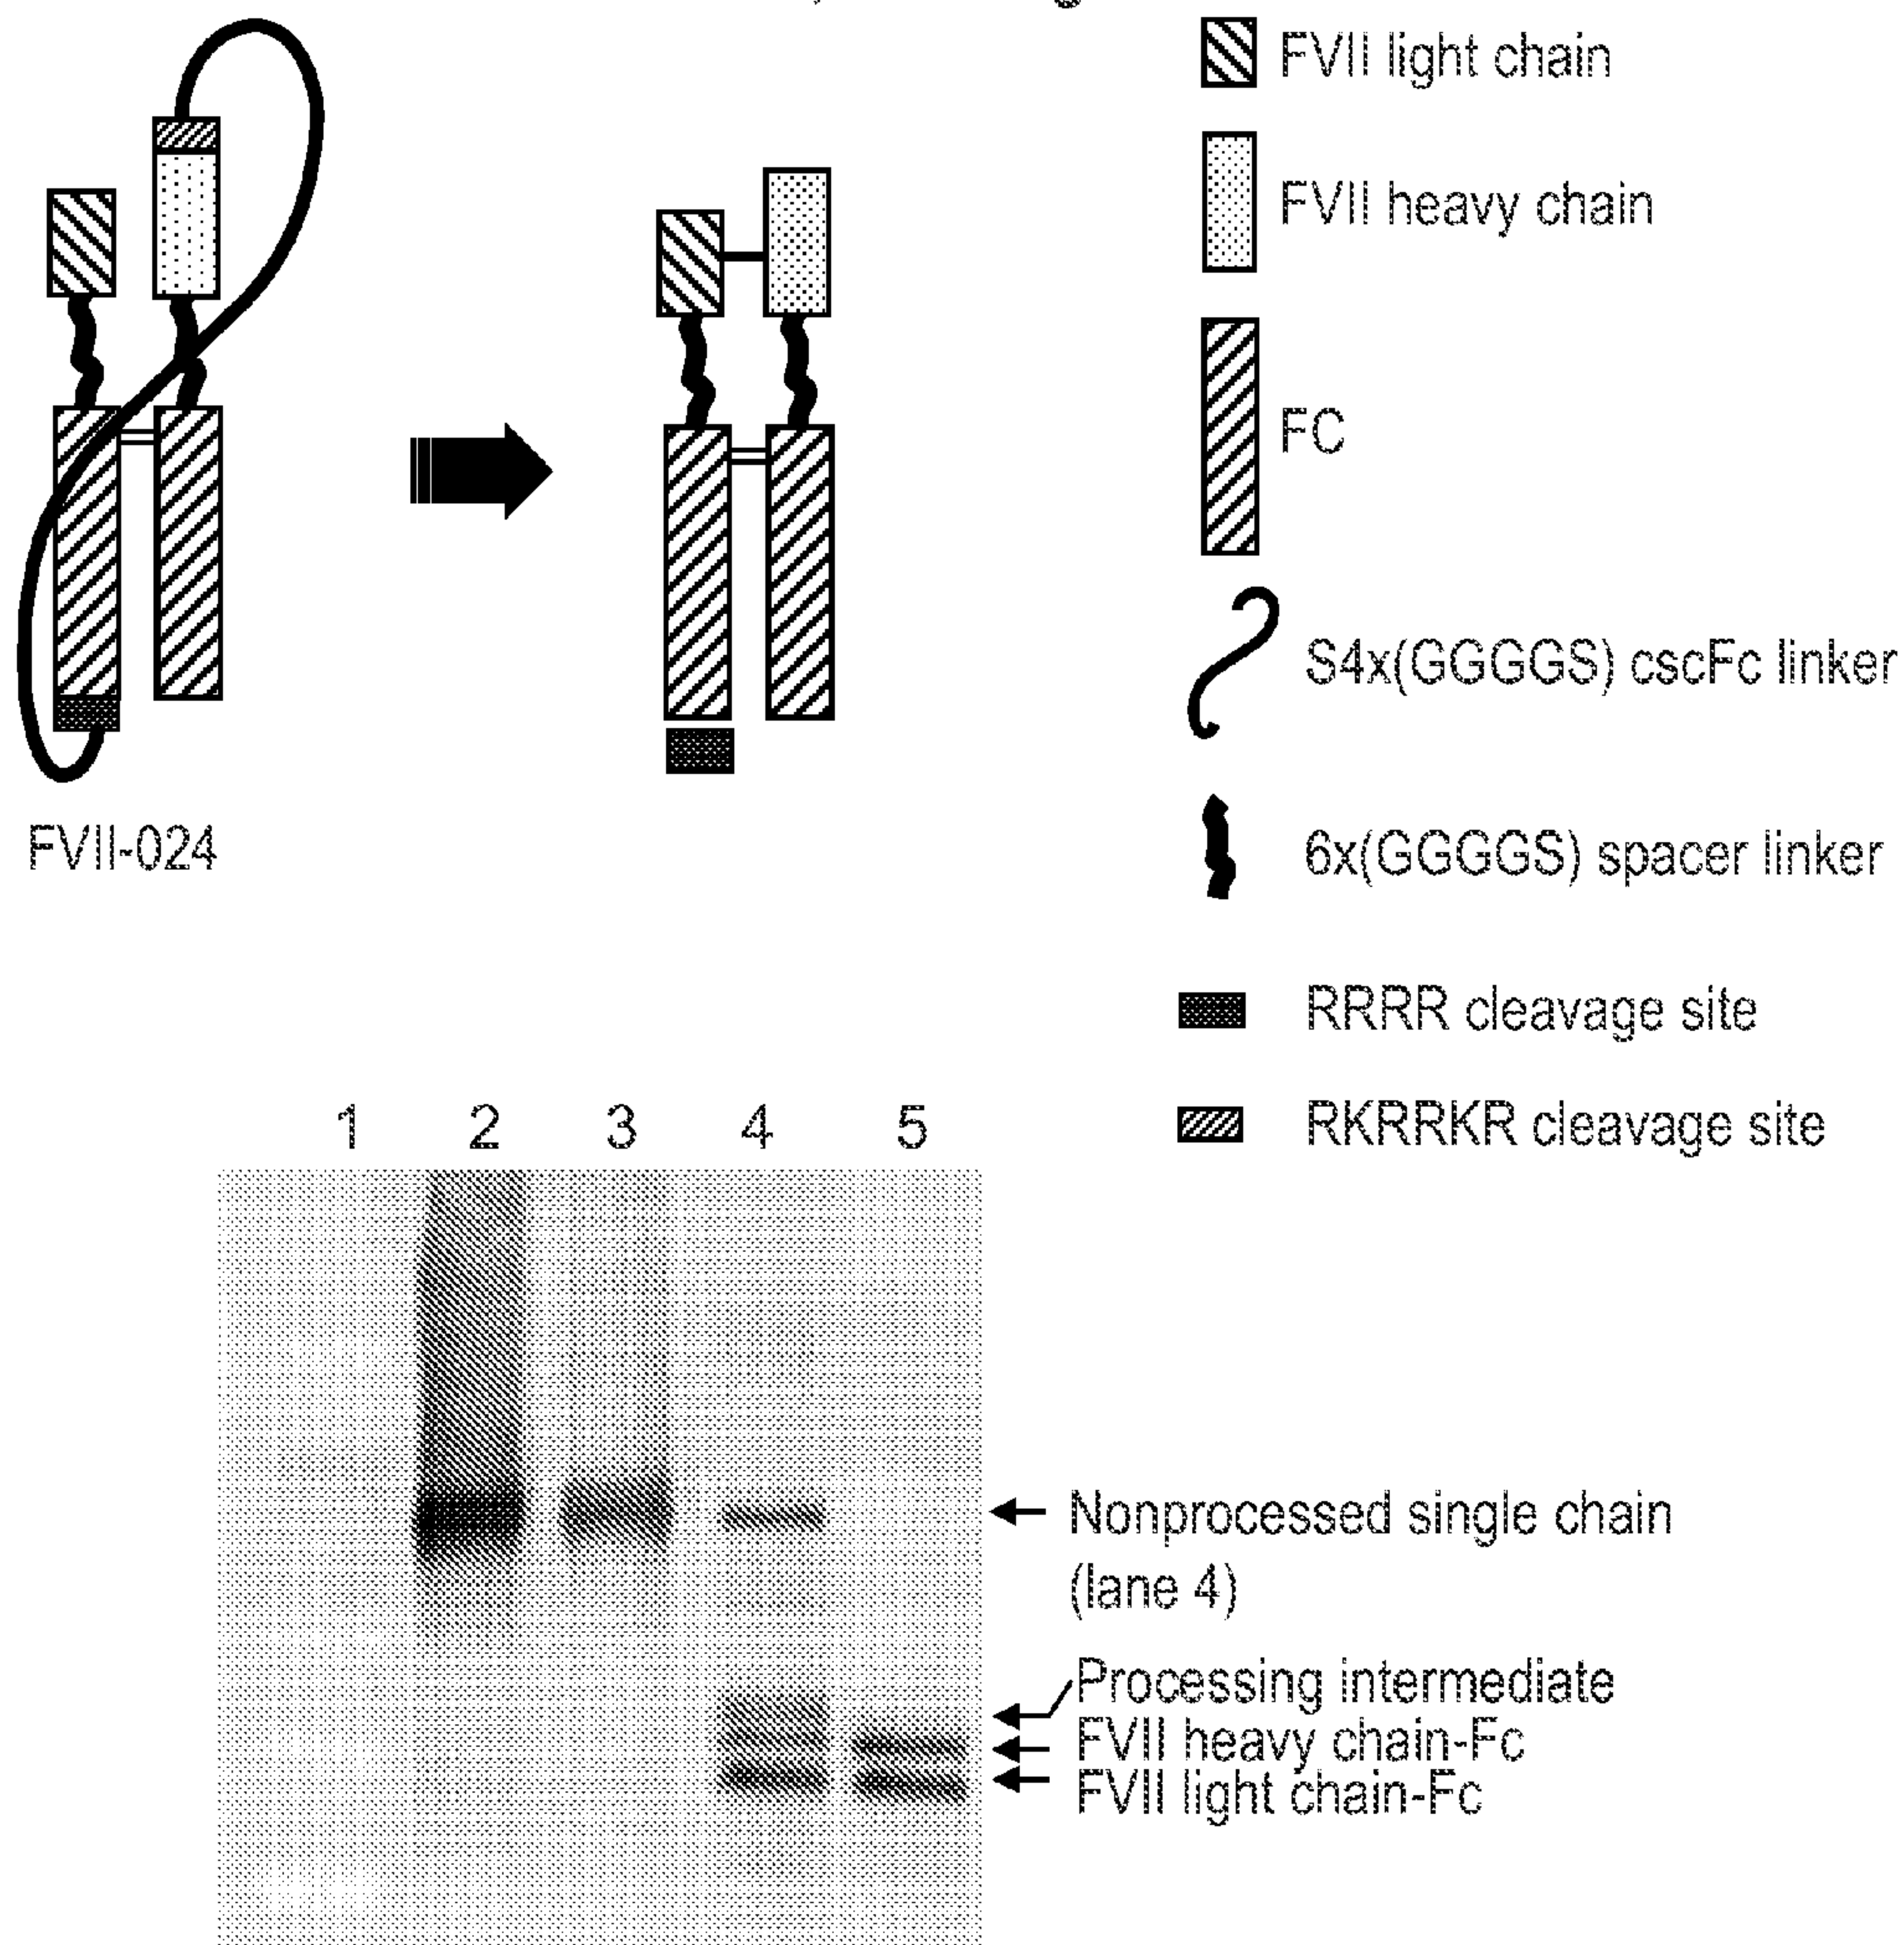 FVII light chain
FVII heavy chain
FC
S4x(GGGGS) cscFc linker
FVII-024
6x(GGGGS) spacer linker
RRRR cleavage site
RKRRKR cleavage site
1 2 3 4 5
Nonprocessed single chain
(lane 4)
Processing intermediate
FVII heavy chain-Fc
FVII light chain-Fc